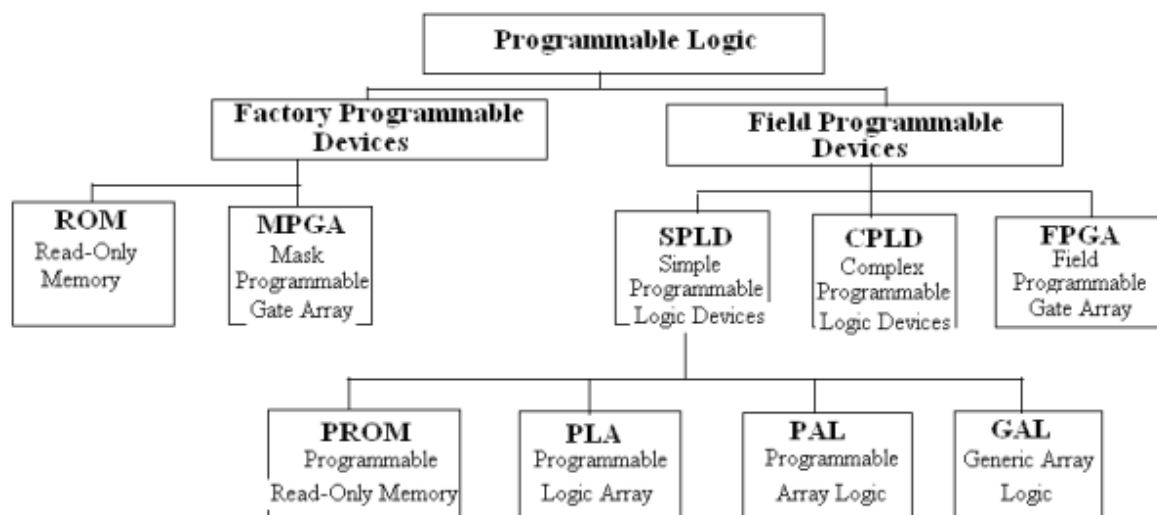 Programmable Logic
Factory Programmable
Devices
Field Programmable
Devices
ROM
Read-Only
Memory
MPGA
Mask
Programmable
Gate Array
SPLD
Simple
Programmable
Logic Devices
CPLD
Complex
Programmable
Logic Devices
FPGA
Field
Programmable
Gate Array
PROM
Programmable
Read-Only Memory
PLA
Programmable
Logic Array
PAL
Programmable
Array Logic
GAL
Generic Array
Logic